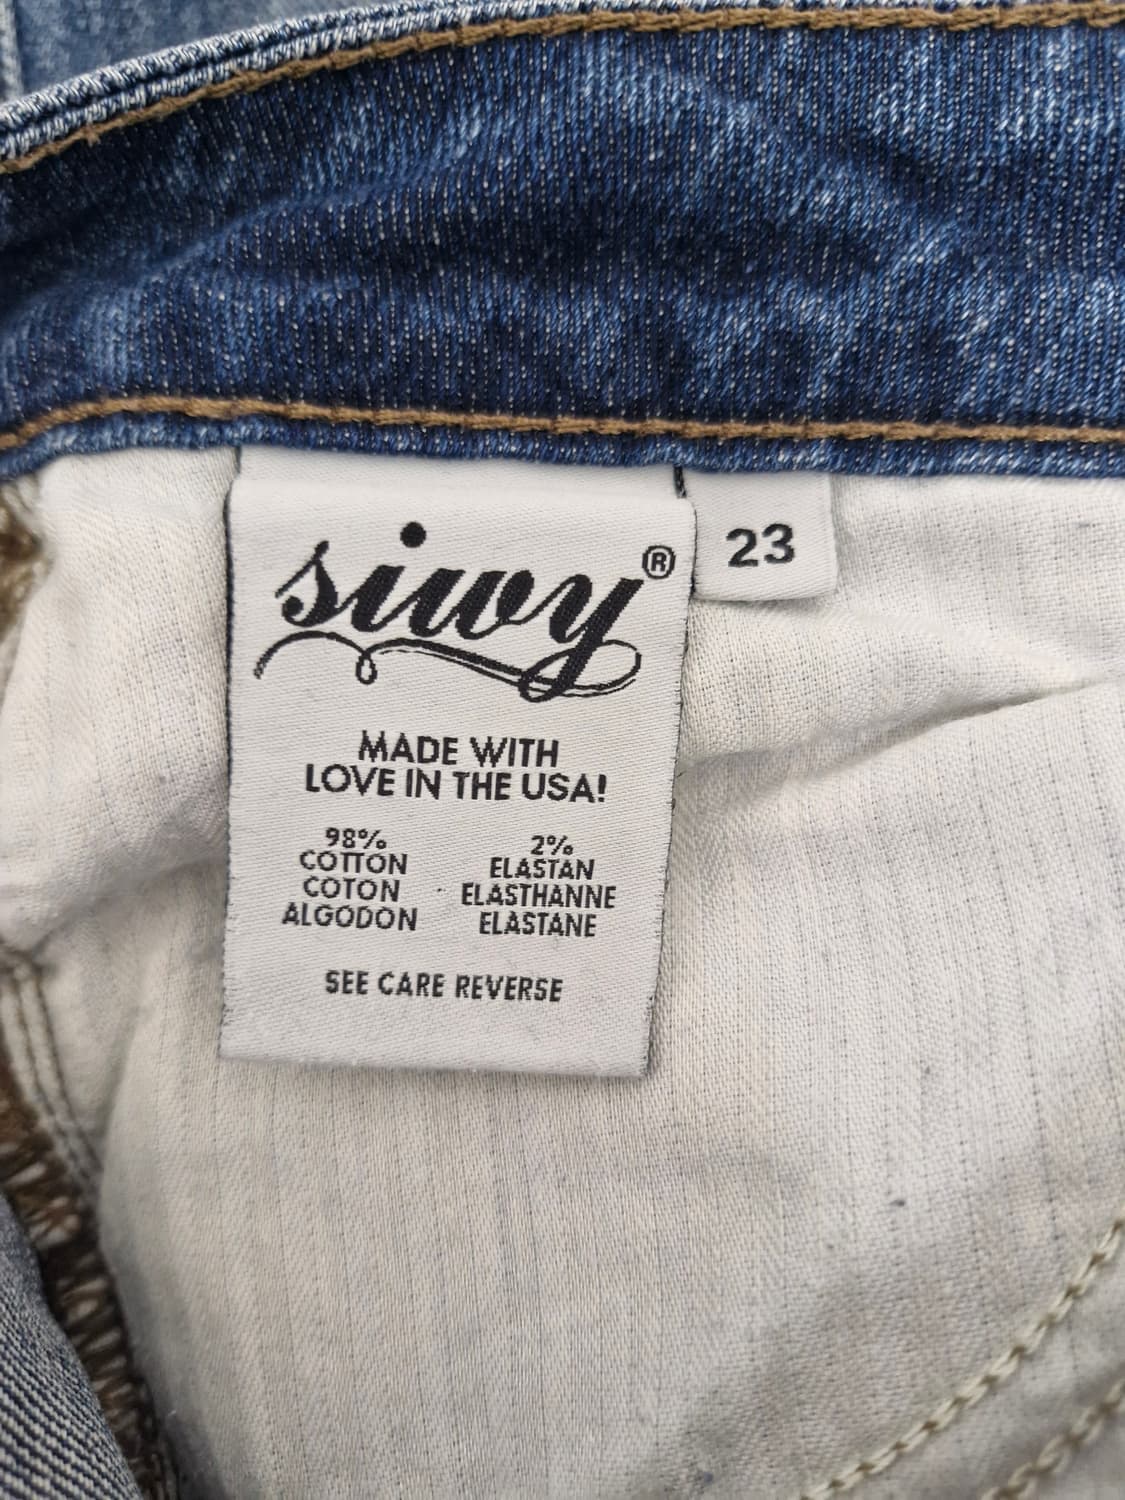 siwy®
23
MADE WITH
LOVE IN THE USA!
98%
COTTON
COTON
ALGODON
2%
ELASTAN
ELASTHANNE
ELASTANE
SEE CARE REVERSE